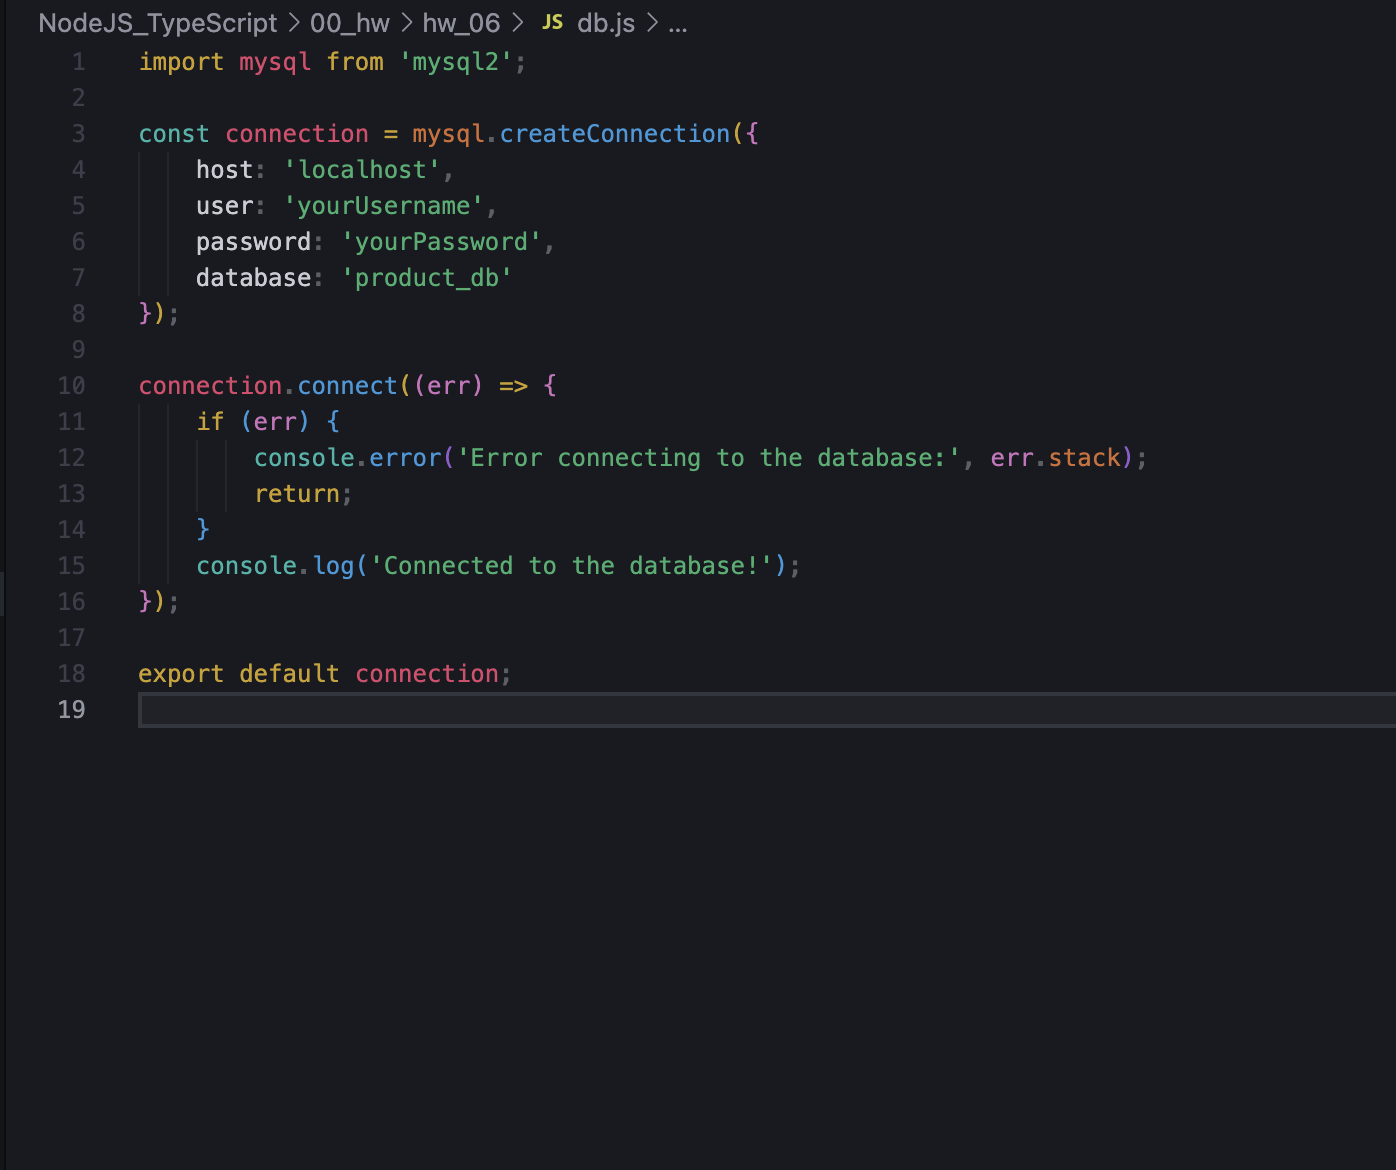 NodeJS_TypeScript > 00_hw > hw_06 > JS db.js > ...
1 import mysql from 'mysql2';
2
3 const connection = mysql.createConnection({
4     host: 'localhost',
5     user: 'yourUsername',
6     password: 'yourPassword',
7     database: 'product_db'
8 });
9
10 connection.connect((err) => {
11     if (err) {
12         console.error('Error connecting to the database:', err.stack);
13         return;
14     }
15     console.log('Connected to the database!');
16 });
17
18 export default connection;
19